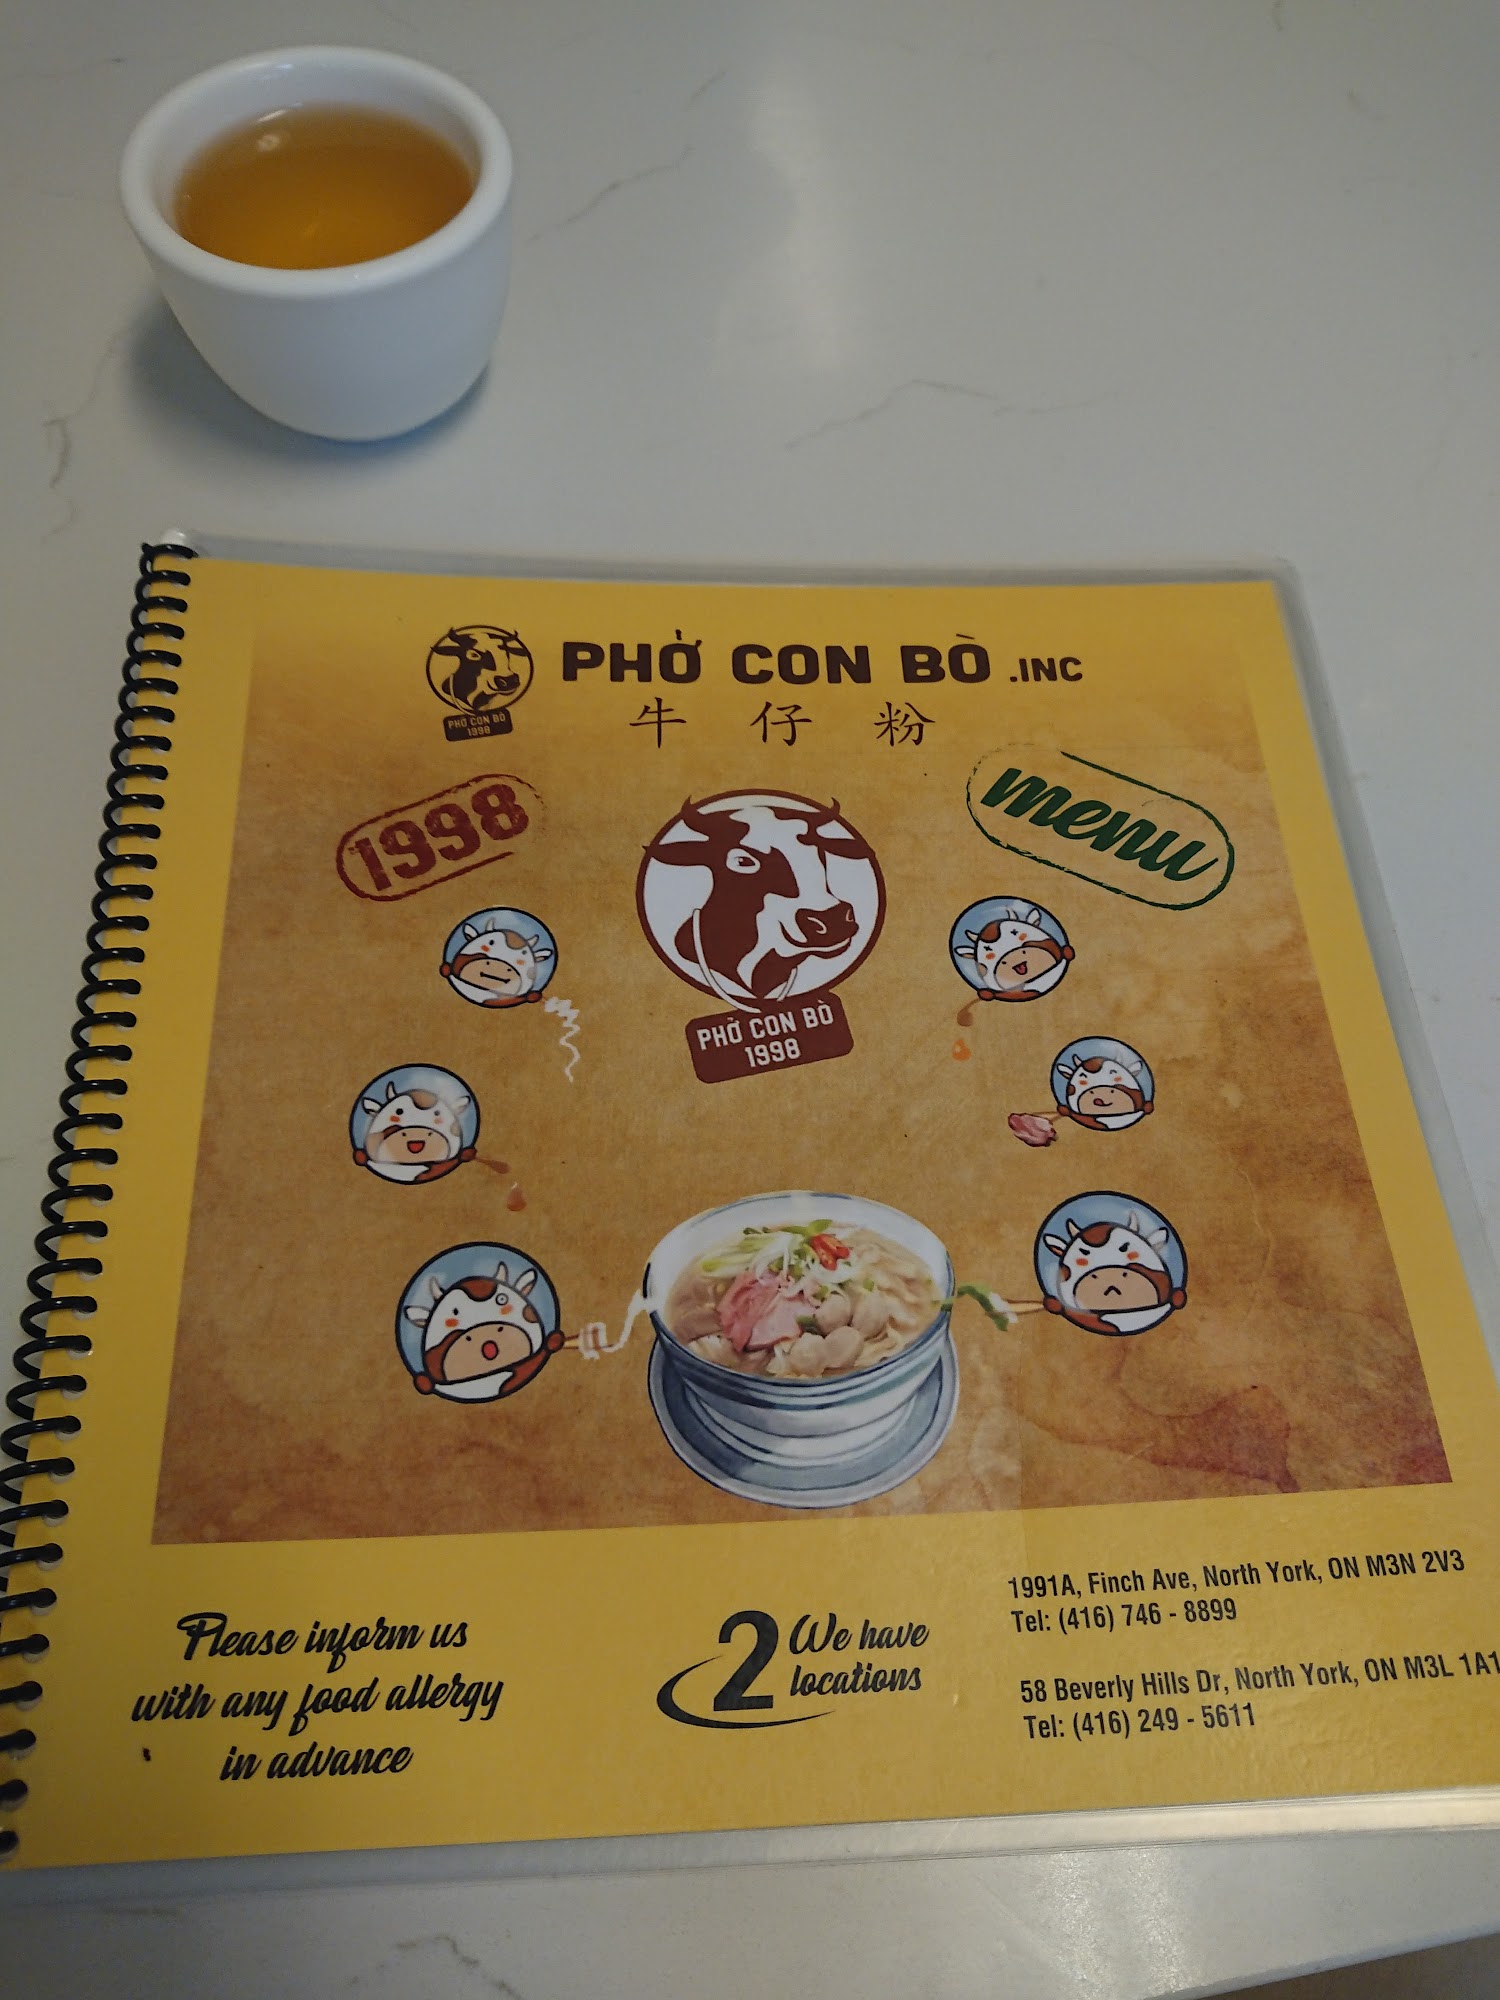 PHỞ CON BÒ
1998
PHỞ CON BÒ .INC
牛仔粉
1998
menu
PHỞ CON BÒ
1998
Please inform us
with any food allergy
in advance
2 We have
locations
1991A, Finch Ave, North York, ON M3N 2V3
Tel: (416) 746 - 8899
58 Beverly Hills Dr, North York, ON M3L 1A1
Tel: (416) 249 - 5611